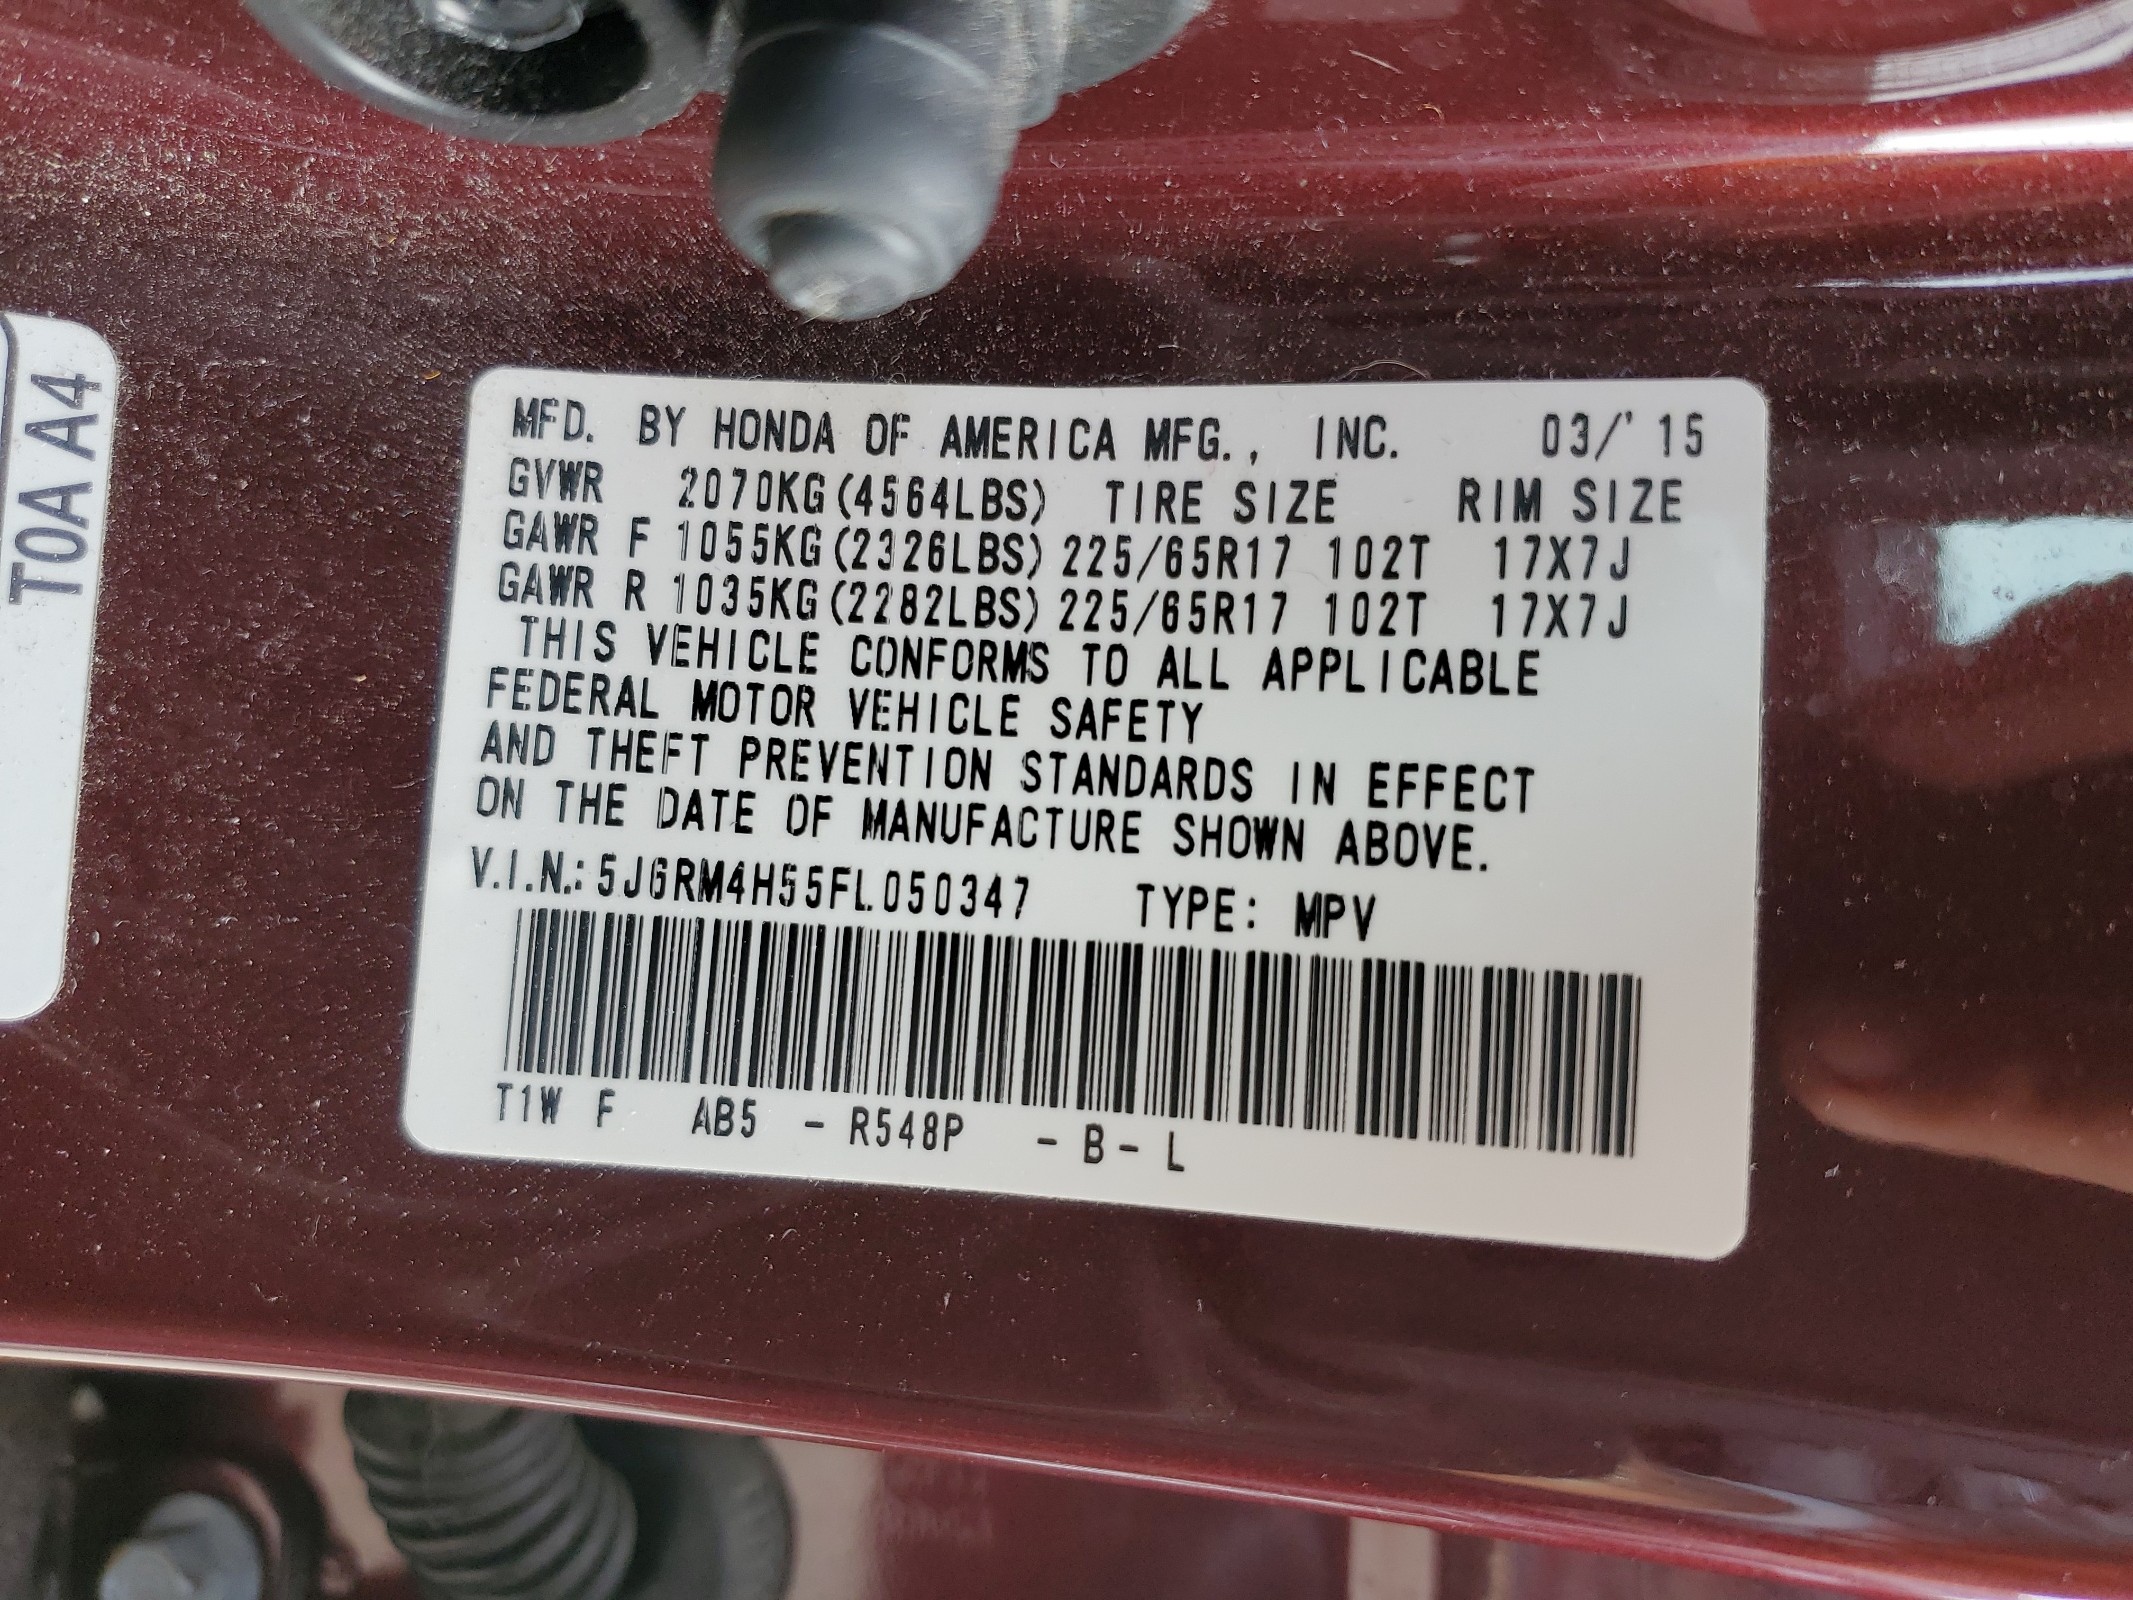 T0A A4
MFD. BY HONDA OF AMERICA MFG., INC. 03/'15
GVWR 2070KG(4564LBS) TIRE SIZE RIM SIZE
GAWR F 1055KG(2326LBS) 225/65R17 102T 17X7J
GAWR R 1035KG(2282LBS) 225/65R17 102T 17X7J
THIS VEHICLE CONFORMS TO ALL APPLICABLE
FEDERAL MOTOR VEHICLE SAFETY
AND THEFT PREVENTION STANDARDS IN EFFECT
ON THE DATE OF MANUFACTURE SHOWN ABOVE.
V.I.N.: 5J6RM4H55FL050347 TYPE: MPV
T1W F AB5 - R548P - B - L